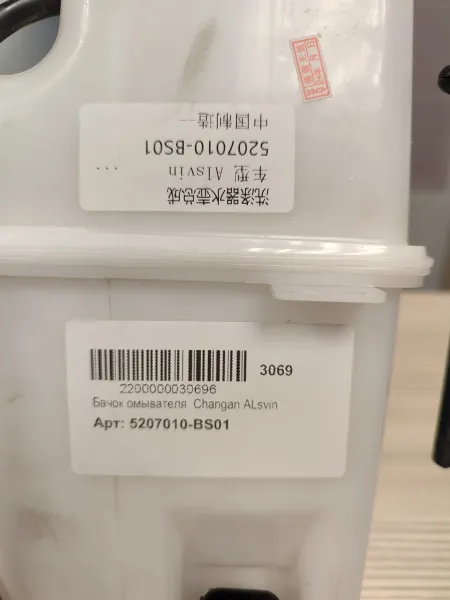 洗涤器水壶总成
车型 Alsvin ...
5207010-BS01
中国制造一
3069
2200000030696
Бачок омывателя Changan ALsvin
Арт: 5207010-BS01